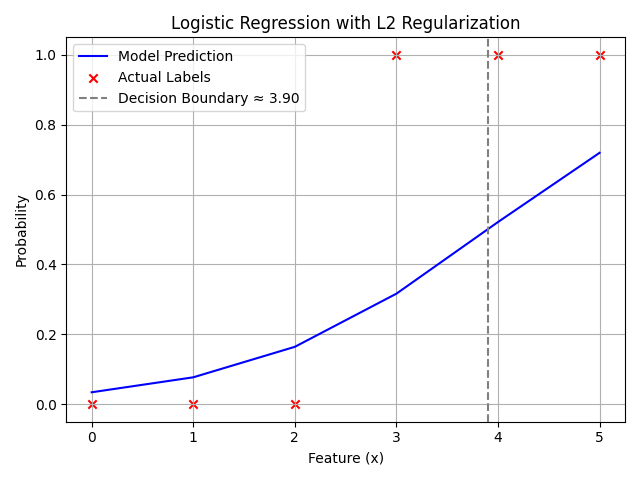 Logistic Regression with L2 Regularization
Model Prediction
Actual Labels
Decision Boundary ≈ 3.90
Probability
1.0
0.8
0.6
0.4
0.2
0.0
0 1 2 3 4 5
Feature (x)